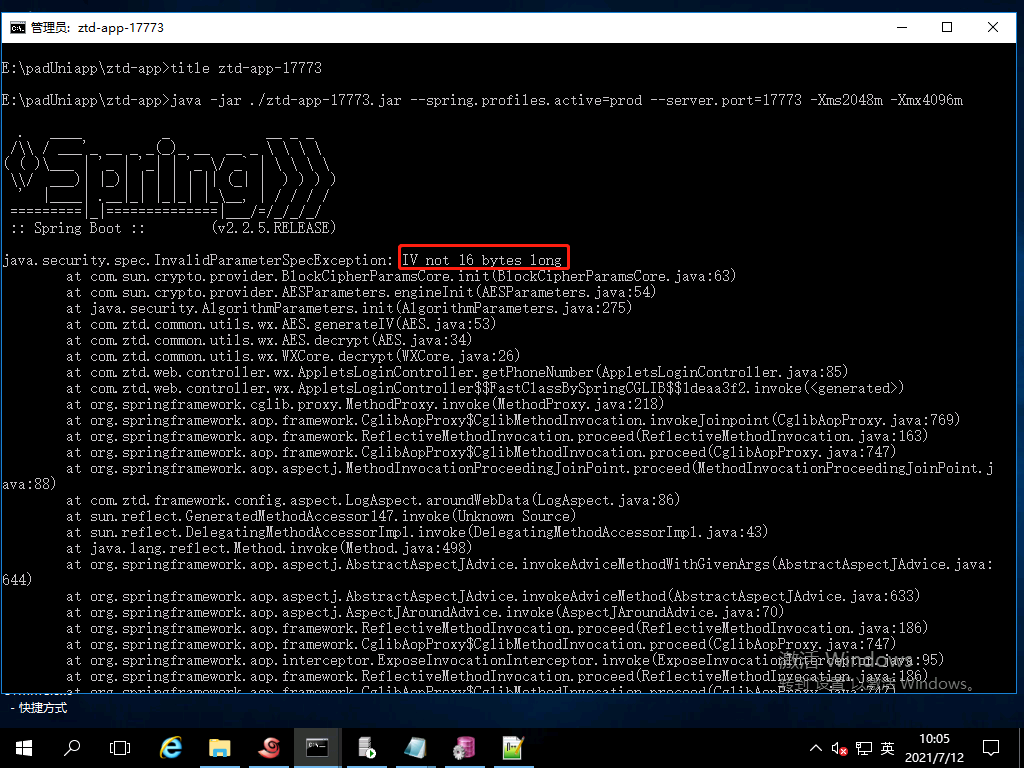 管理员: ztd-app-17773
E:\padUniapp\ztd-app>title ztd-app-17773
E:\padUniapp\ztd-app>java -jar ./ztd-app-17773.jar --spring.profiles.active=prod --server.port=17773 -Xms2048m -Xmx4096m
Spring
:: Spring Boot :: (v2.2.5.RELEASE)
java.security.spec.InvalidParameterSpecException: IV not 16 bytes long
at com.sun.crypto.provider.BlockCipherParamsCore.init(BlockCipherParamsCore.java:63)
at com.sun.crypto.provider.AESParameters.engineInit(AESParameters.java:54)
at java.security.AlgorithmParameters.init(AlgorithmParameters.java:275)
at com.ztd.common.utils.wx.AES.generateIV(AES.java:53)
at com.ztd.common.utils.wx.AES.decrypt(AES.java:34)
at com.ztd.common.utils.wx.WXCore.decrypt(WXCore.java:26)
at com.ztd.web.controller.wx.AppletsLoginController.getPhoneNumber(AppletsLoginController.java:85)
at com.ztd.web.controller.wx.AppletsLoginController$$FastClassBySpringCGLIB$$1deaa3f2.invoke(<generated>)
at org.springframework.cglib.proxy.MethodProxy.invoke(MethodProxy.java:218)
at org.springframework.aop.framework.CglibAopProxy$CglibMethodInvocation.invokeJoinpoint(CglibAopProxy.java:769)
at org.springframework.aop.framework.ReflectiveMethodInvocation.proceed(ReflectiveMethodInvocation.java:163)
at org.springframework.aop.framework.CglibAopProxy$CglibMethodInvocation.proceed(CglibAopProxy.java:747)
at org.springframework.aop.aspectj.MethodInvocationProceedingJoinPoint.proceed(MethodInvocationProceedingJoinPoint.j
ava:88)
at com.ztd.framework.config.aspect.LogAspect.aroundWebData(LogAspect.java:86)
at sun.reflect.GeneratedMethodAccessor147.invoke(Unknown Source)
at sun.reflect.DelegatingMethodAccessorImpl.invoke(DelegatingMethodAccessorImpl.java:43)
at java.lang.reflect.Method.invoke(Method.java:498)
at org.springframework.aop.aspectj.AbstractAspectJAdvice.invokeAdviceMethodWithGivenArgs(AbstractAspectJAdvice.java:
644)
at org.springframework.aop.aspectj.AbstractAspectJAdvice.invokeAdviceMethod(AbstractAspectJAdvice.java:633)
at org.springframework.aop.aspectj.AspectJAroundAdvice.invoke(AspectJAroundAdvice.java:70)
at org.springframework.aop.framework.ReflectiveMethodInvocation.proceed(ReflectiveMethodInvocation.java:186)
at org.springframework.aop.framework.CglibAopProxy$CglibMethodInvocation.proceed(CglibAopProxy.java:747)
at org.springframework.aop.interceptor.ExposeInvocationInterceptor.invoke(ExposeInvocationInterceptor.java:95)
at org.springframework.aop.framework.ReflectiveMethodInvocation.proceed(ReflectiveMethodInvocation.java:186)
at org.springframework.aop.framework.CglibAopProxy$CglibMethodInvocation.proceed(CglibAopProxy.java:747)
激活 Windows
转到"设置"以激活 Windows。
- 快捷方式
英
10:05
2021/7/12